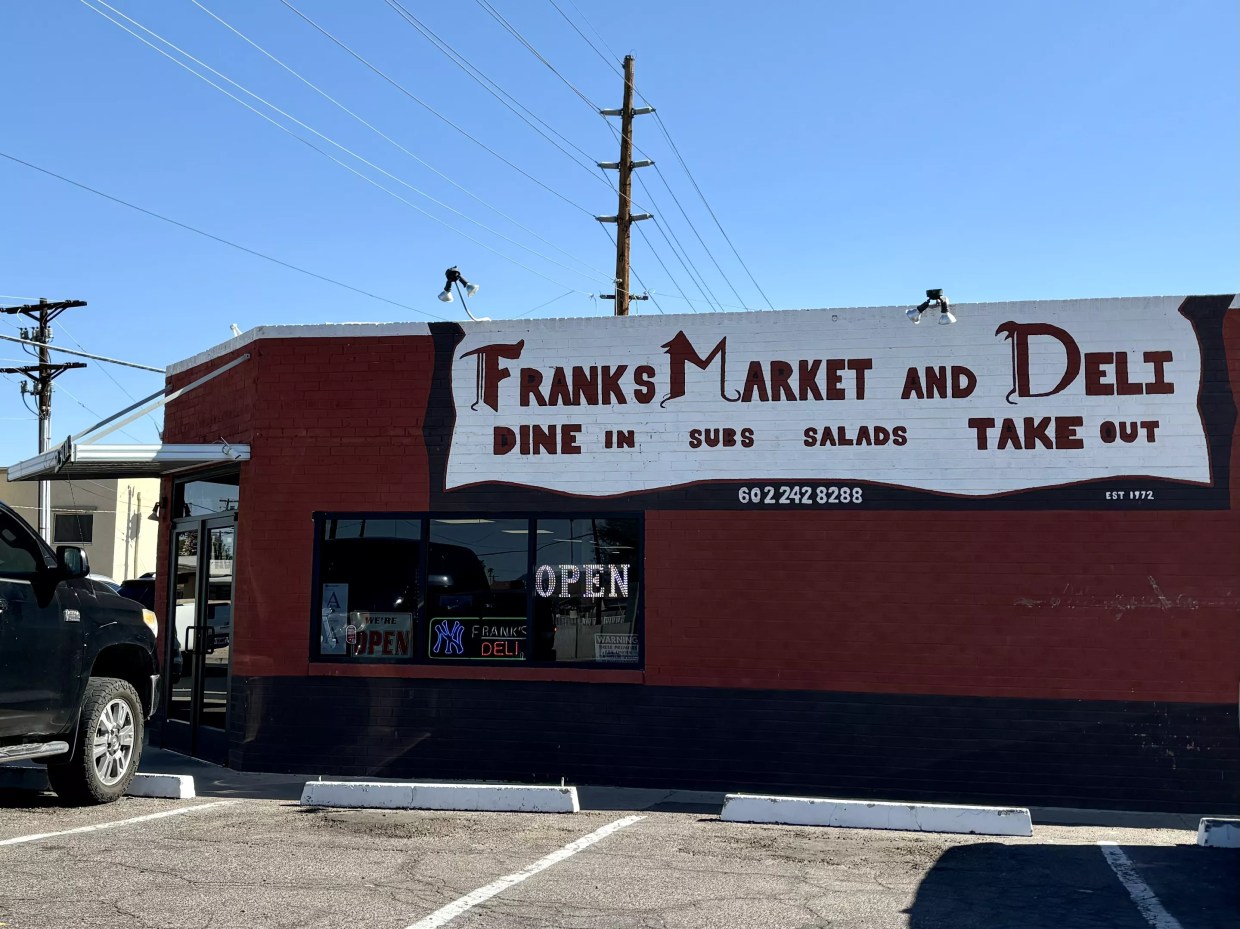 FRANKS MARKET AND DELI
DINE IN SUBS SALADS TAKE OUT
602 242 8288
EST 1972
OPEN
A
WE'RE
OPEN
NY
FRANK'S
DELI
WARNING